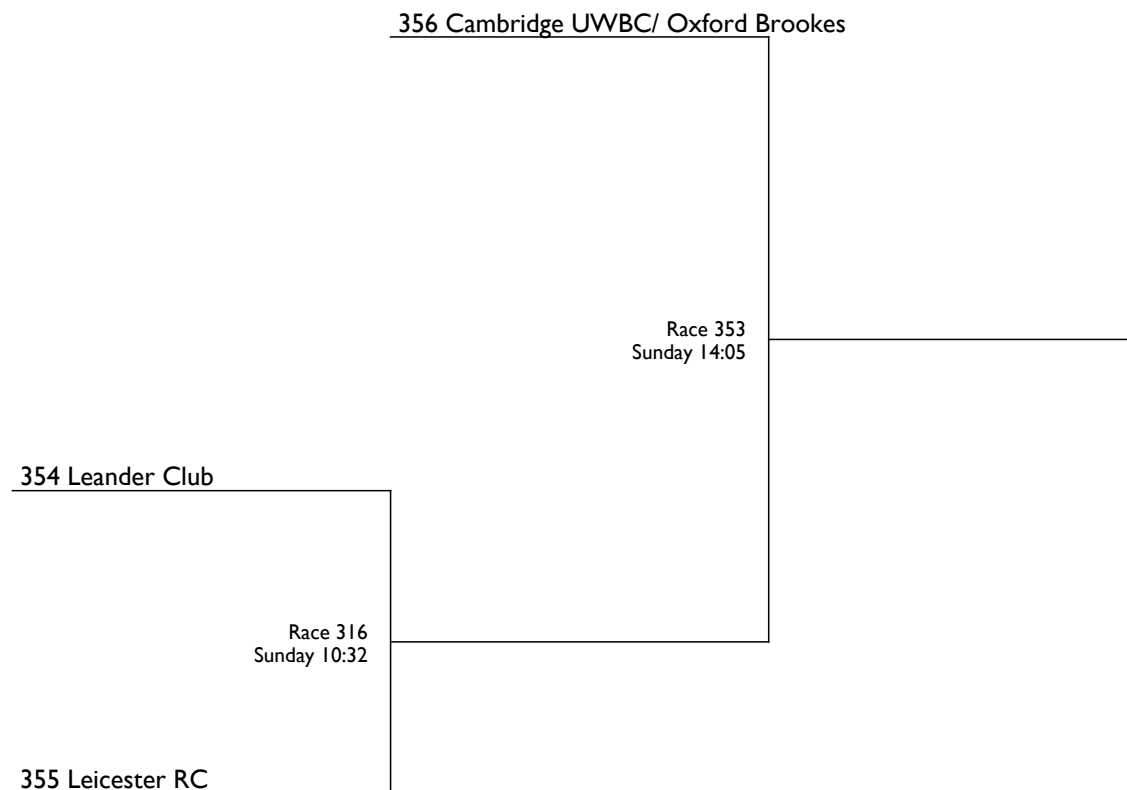 356 Cambridge UWBC/ Oxford Brookes
Race 353
Sunday 14:05
354 Leander Club
Race 316
Sunday 10:32
355 Leicester RC